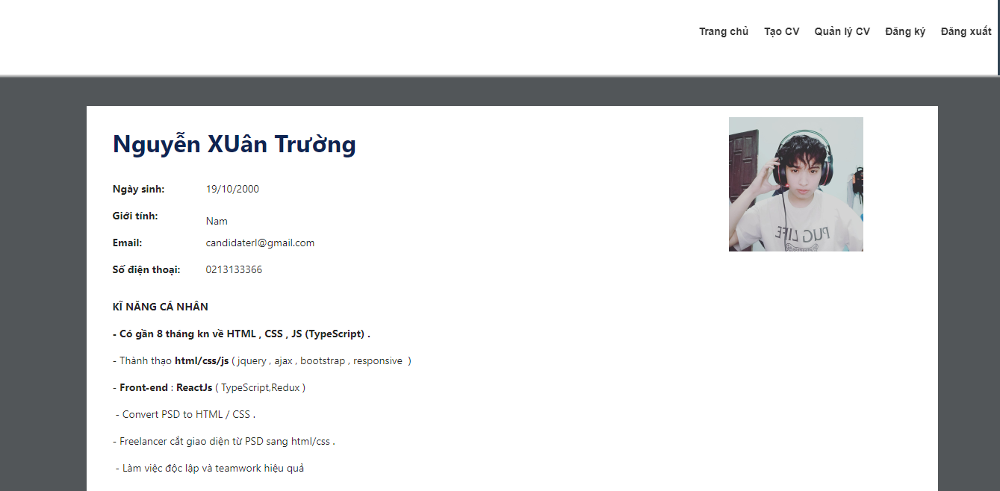 Trang chủ Tạo CV Quản lý CV Đăng ký Đăng xuất
Nguyễn XUân Trường
Ngày sinh: 19/10/2000
Giới tính: Nam
Email: candidaterl@gmail.com
Số điện thoại: 0213133366
PUG LIFE
KĨ NĂNG CÁ NHÂN
- Có gần 8 tháng kn về HTML , CSS , JS (TypeScript) .
- Thành thạo html/css/js ( jquery , ajax , bootstrap , responsive )
- Front-end : ReactJs ( TypeScript,Redux )
- Convert PSD to HTML / CSS .
- Freelancer cắt giao diện từ PSD sang html/css .
- Làm việc độc lập và teamwork hiệu quả